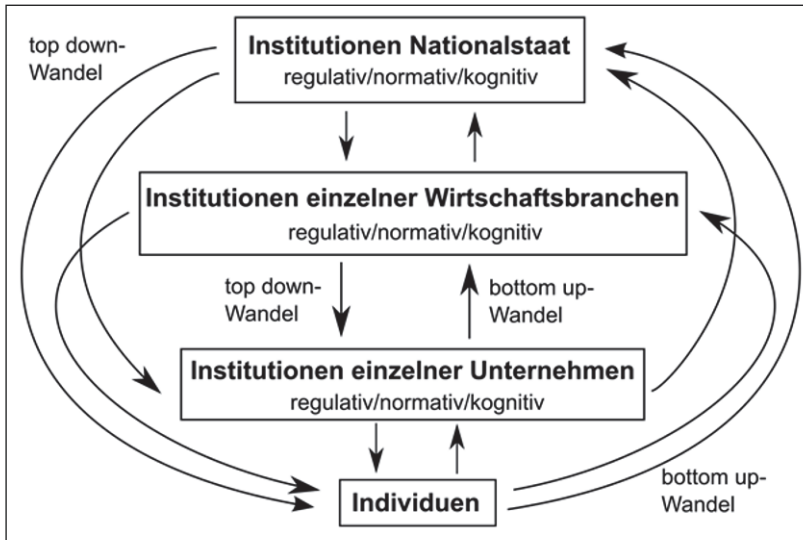 top down-
Wandel
Institutionen Nationalstaat
regulativ/normativ/kognitiv
Institutionen einzelner Wirtschaftsbranchen
regulativ/normativ/kognitiv
top down-
Wandel
bottom up-
Wandel
Institutionen einzelner Unternehmen
regulativ/normativ/kognitiv
Individuen
bottom up-
Wandel